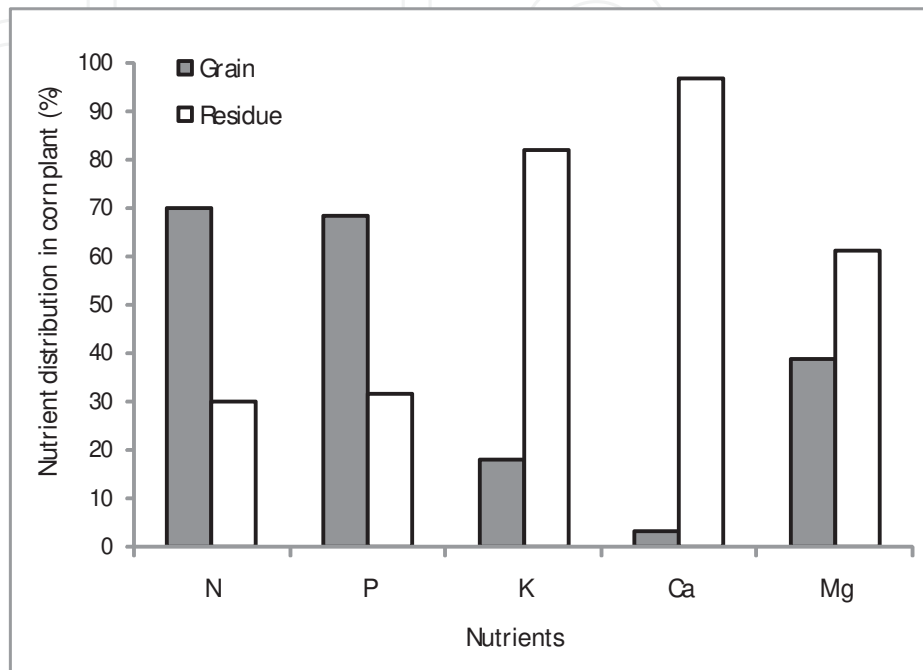 Nutrient distribution in corn plant (%)
100
90
80
70
60
50
40
30
20
10
0
Grain
Residue
N P K Ca Mg
Nutrients